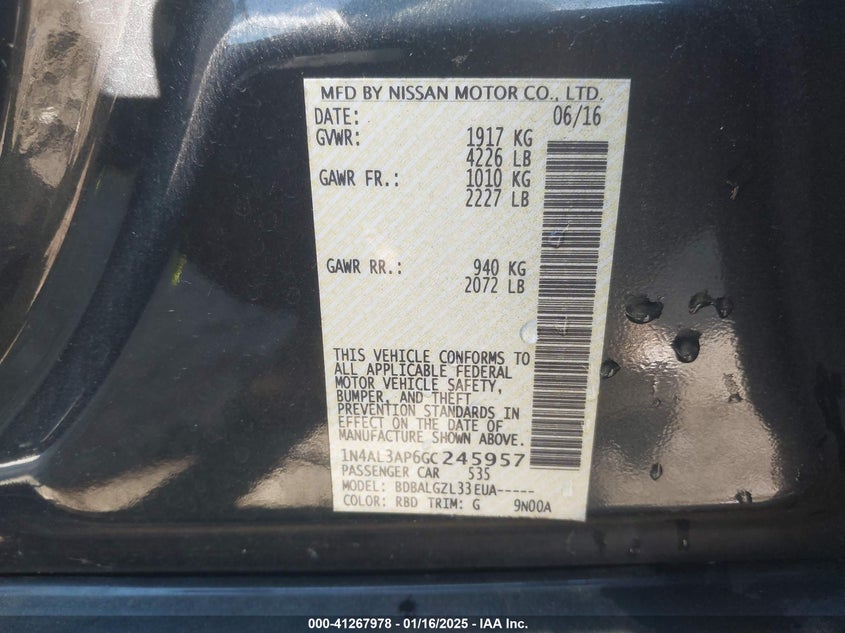 MFD BY NISSAN MOTOR CO., LTD.
DATE: 06/16
GVWR: 1917 KG
4226 LB
GAWR FR.: 1010 KG
2227 LB
GAWR RR.: 940 KG
2072 LB
THIS VEHICLE CONFORMS TO
ALL APPLICABLE FEDERAL
MOTOR VEHICLE SAFETY,
BUMPER, AND THEFT
PREVENTION STANDARDS IN
EFFECT ON THE DATE OF
MANUFACTURE SHOWN ABOVE.
1N4AL3AP6GC245957
PASSENGER CAR 535
MODEL: BDBALGZL33EUA-----
COLOR: RBD TRIM: G 9N00A
000-41267978 - 01/16/2025 - IAA Inc.